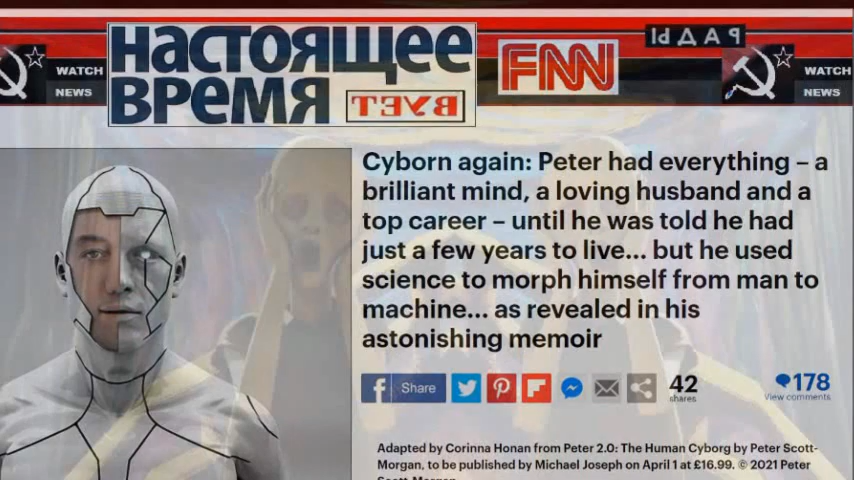 РАДЫ
WATCH
NEWS
НАСТОЯЩЕЕ
ВРЕМЯ
ВУЕТ
FNN
WATCH
NEWS
Cyborn again: Peter had everything – a
brilliant mind, a loving husband and a
top career – until he was told he had
just a few years to live... but he used
science to morph himself from man to
machine... as revealed in his
astonishing memoir
f Share
42
shares
178
View comments
Adapted by Corinna Honan from Peter 2.0: The Human Cyborg by Peter Scott-
Morgan, to be published by Michael Joseph on April 1 at £16.99. © 2021 Peter
Scott-Morgan